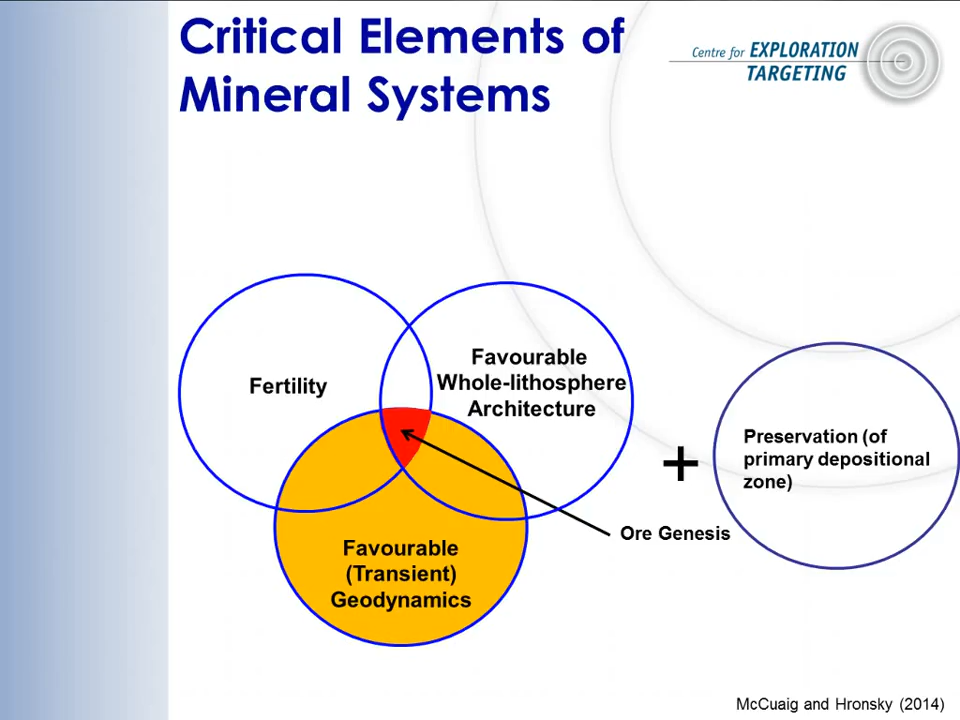 Critical Elements of
Mineral Systems
Centre for EXPLORATION
TARGETING
Fertility
Favourable
Whole-lithosphere
Architecture
+
Preservation (of
primary depositional
zone)
Ore Genesis
Favourable
(Transient)
Geodynamics
McCuaig and Hronsky (2014)